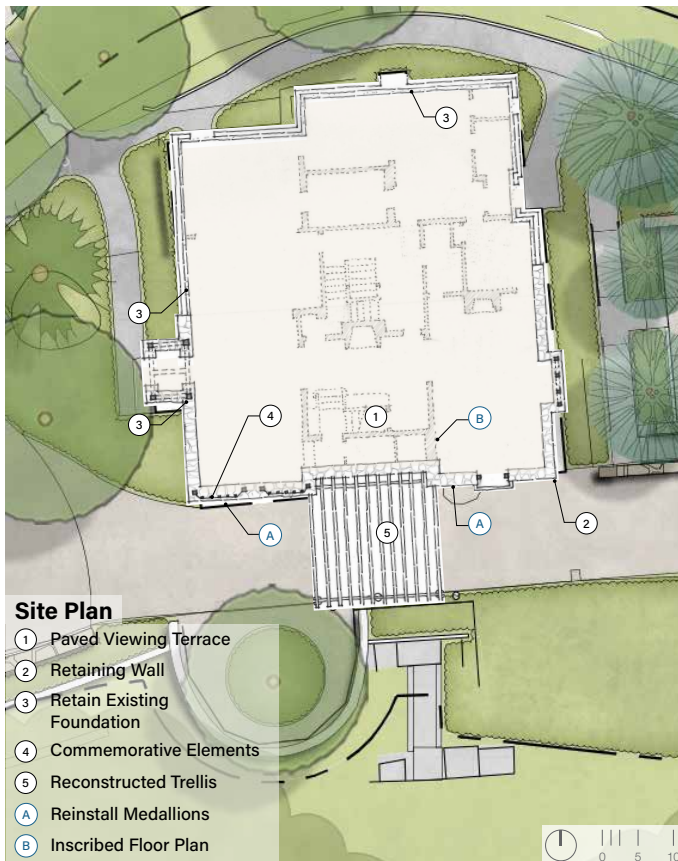 3
3
3
4
1
B
A
A
2
5
Site Plan
1 Paved Viewing Terrace
2 Retaining Wall
3 Retain Existing
Foundation
4 Commemorative Elements
5 Reconstructed Trellis
A Reinstall Medallions
B Inscribed Floor Plan
0 5 10